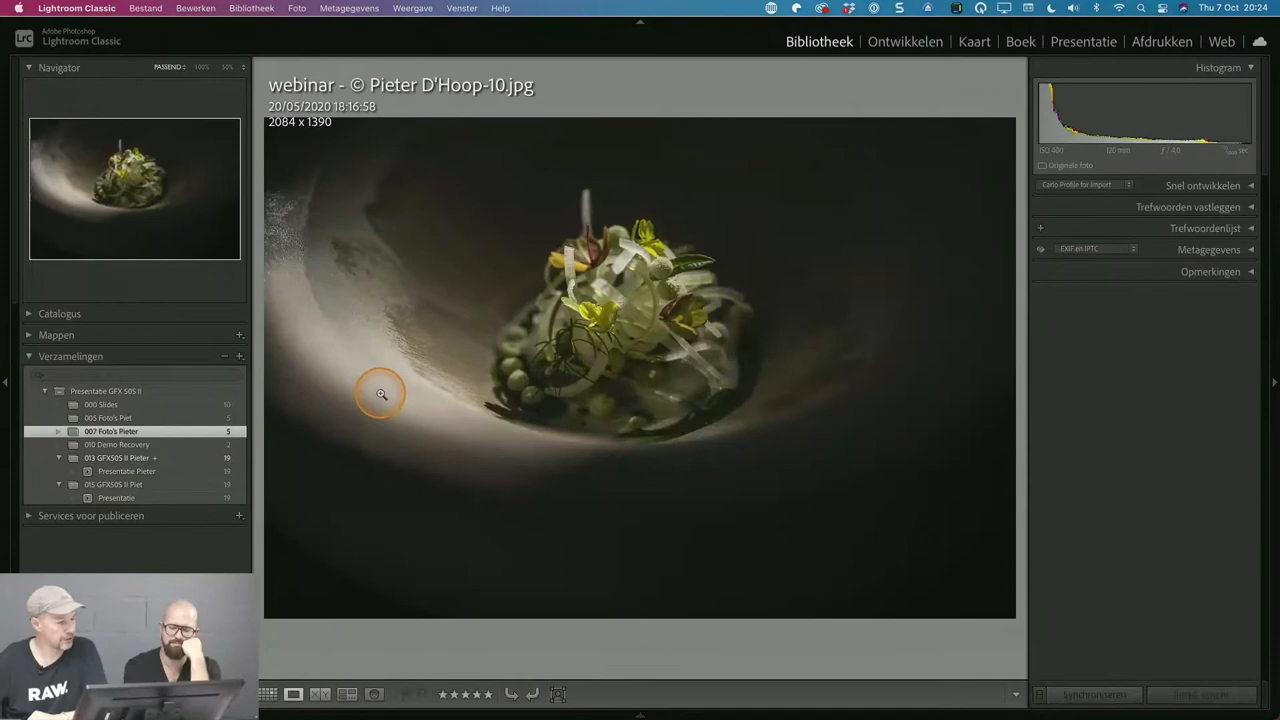 Lightroom Classic Bestand Bewerken Bibliotheek Foto Metagegevens Weergave Venster Help
Thu 7 Oct 20:24
Adobe Photoshop
Lightroom Classic
LrC
Bibliotheek | Ontwikkelen | Kaart | Boek | Presentatie | Afdrukken | Web
Navigator PASSEND 100% 50%
Catalogus
Mappen
Verzamelingen
Presentatie GFX 50S II
000 Slides 10
005 Foto's Piet 5
007 Foto's Pieter 5
010 Demo Recovery 2
013 GFX50S II Pieter + 19
Presentatie Pieter 19
015 GFX50S II Piet 19
Presentatie 19
Services voor publiceren
webinar - © Pieter D'Hoop-10.jpg
20/05/2020 18:16:58
2084 x 1390
Histogram
ISO 400 120 mm ƒ / 4,0 sec
Originele foto
Snel ontwikkelen
Trefwoorden vastleggen
Trefwoordenlijst
EXIF en IPTC Metagegevens
Opmerkingen
Synchroniseren
RAW.